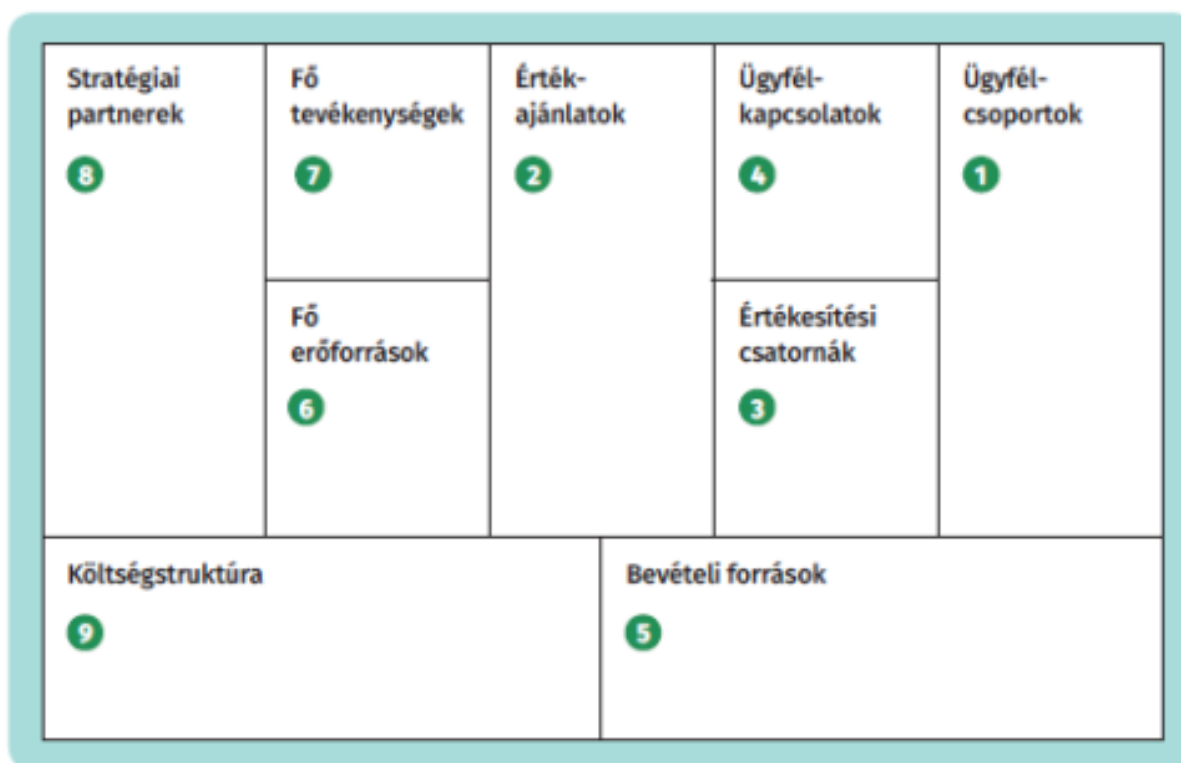 Stratégiai
partnerek
8
Fő
tevékenységek
7
Érték-
ajánlatok
2
Ügyfél-
kapcsolatok
4
Ügyfél-
csoportok
1
Fő
erőforrások
6
Értékesítési
csatornák
3
Költségstruktúra
9
Bevételi források
5